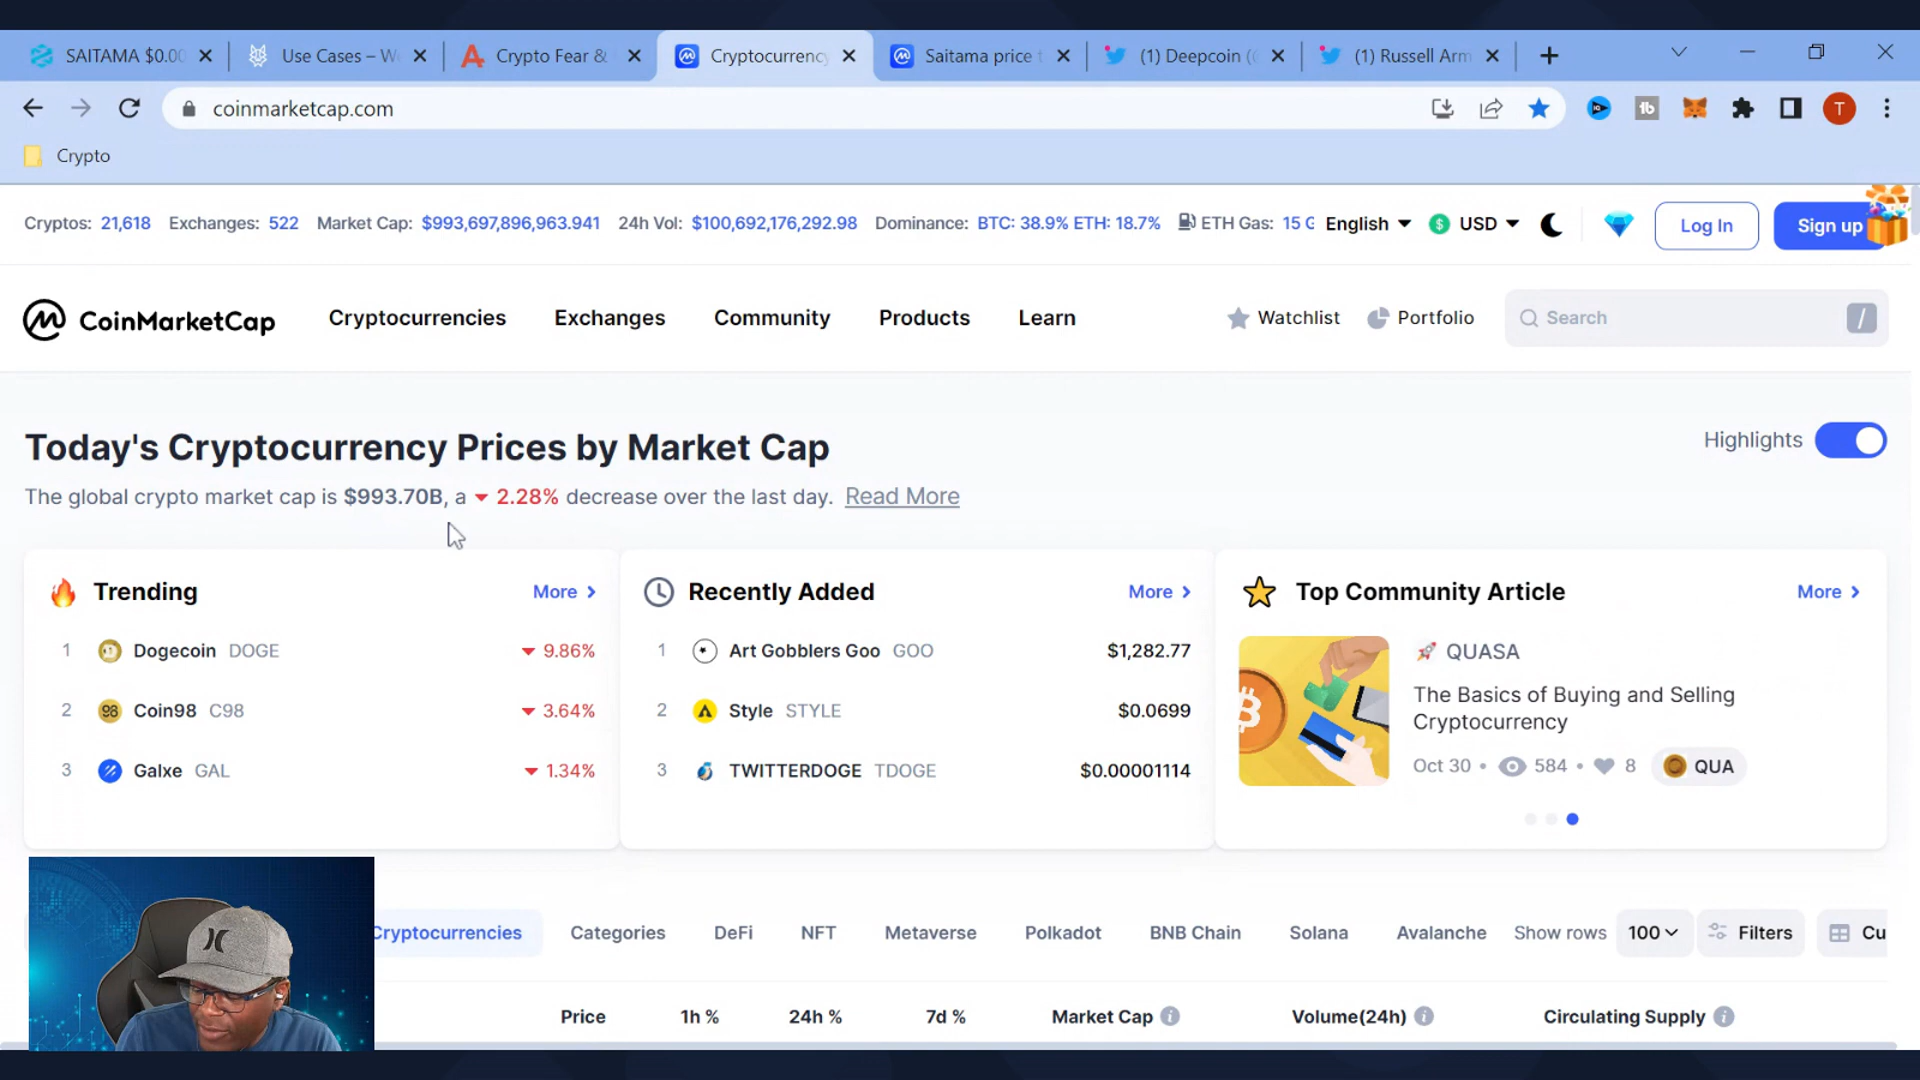 SAITAMA $0.00
Use Cases – W
Crypto Fear &
Cryptocurrency
Saitama price t
(1) Deepcoin (
(1) Russell Arm
coinmarketcap.com
T
Crypto
Cryptos: 21,618 Exchanges: 522 Market Cap: $993,697,896,963.941 24h Vol: $100,692,176,292.98 Dominance: BTC: 38.9% ETH: 18.7% ETH Gas: 15 G English USD Log In Sign up
CoinMarketCap Cryptocurrencies Exchanges Community Products Learn Watchlist Portfolio Search /
Today's Cryptocurrency Prices by Market Cap
Highlights
The global crypto market cap is $993.70B, a 2.28% decrease over the last day. Read More
Trending More
1 Dogecoin DOGE 9.86%
2 Coin98 C98 3.64%
3 Galxe GAL 1.34%
Recently Added More
1 Art Gobblers Goo GOO $1,282.77
2 Style STYLE $0.0699
3 TWITTERDOGE TDOGE $0.00001114
Top Community Article More
QUASA
The Basics of Buying and Selling
Cryptocurrency
Oct 30 • 584 • 8 QUA
Cryptocurrencies Categories DeFi NFT Metaverse Polkadot BNB Chain Solana Avalanche Show rows 100 Filters Cu
Price 1h % 24h % 7d % Market Cap Volume(24h) Circulating Supply